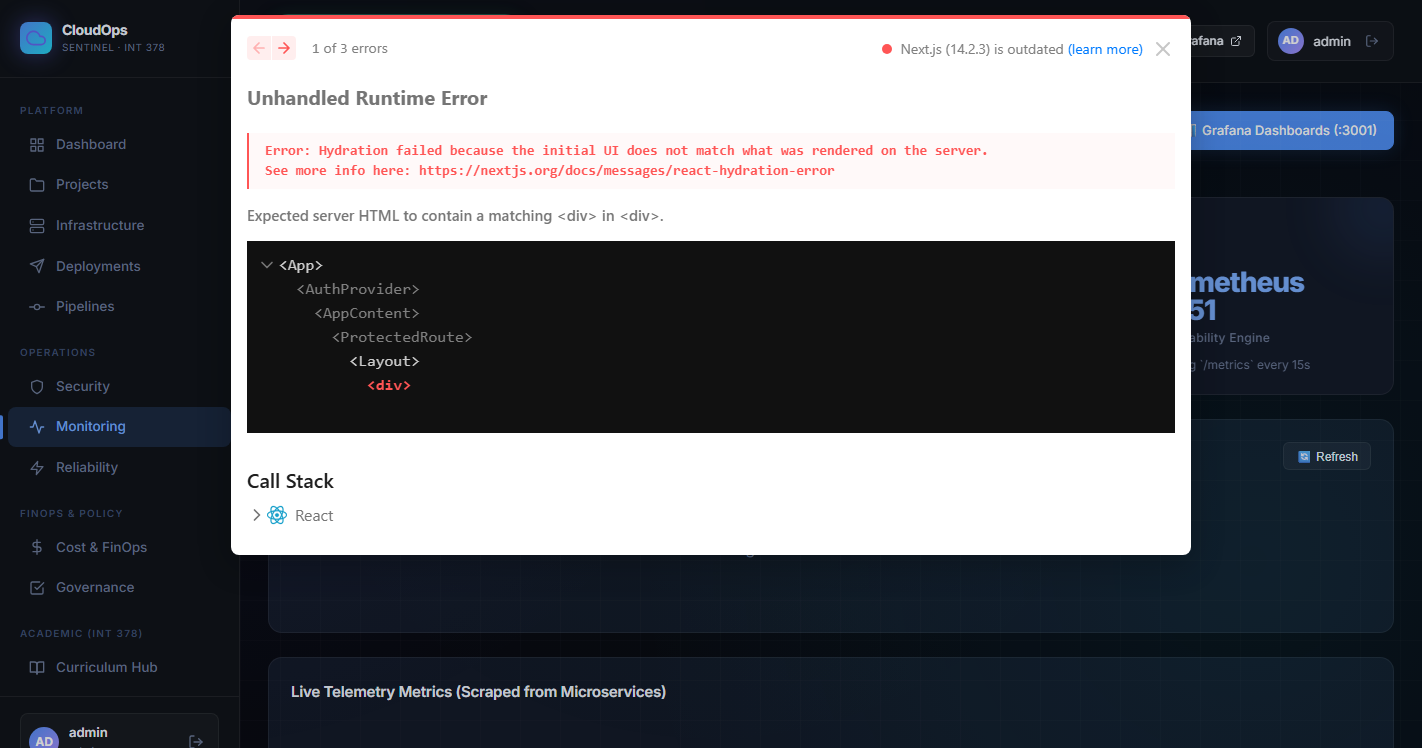 CloudOps
SENTINEL · INT 378
PLATFORM
Dashboard
Projects
Infrastructure
Deployments
Pipelines
OPERATIONS
Security
Monitoring
Reliability
FINOPS & POLICY
Cost & FinOps
Governance
ACADEMIC (INT 378)
Curriculum Hub
AD
admin
1 of 3 errors
Next.js (14.2.3) is outdated (learn more)
Unhandled Runtime Error
Error: Hydration failed because the initial UI does not match what was rendered on the server.
See more info here: https://nextjs.org/docs/messages/react-hydration-error
Expected server HTML to contain a matching <div> in <div>.
<App>
<AuthProvider>
<AppContent>
<ProtectedRoute>
<Layout>
<div>
Call Stack
React
afana
AD
admin
Grafana Dashboards (:3001)
metheus
51
ability Engine
g `/metrics` every 15s
Refresh
Live Telemetry Metrics (Scraped from Microservices)